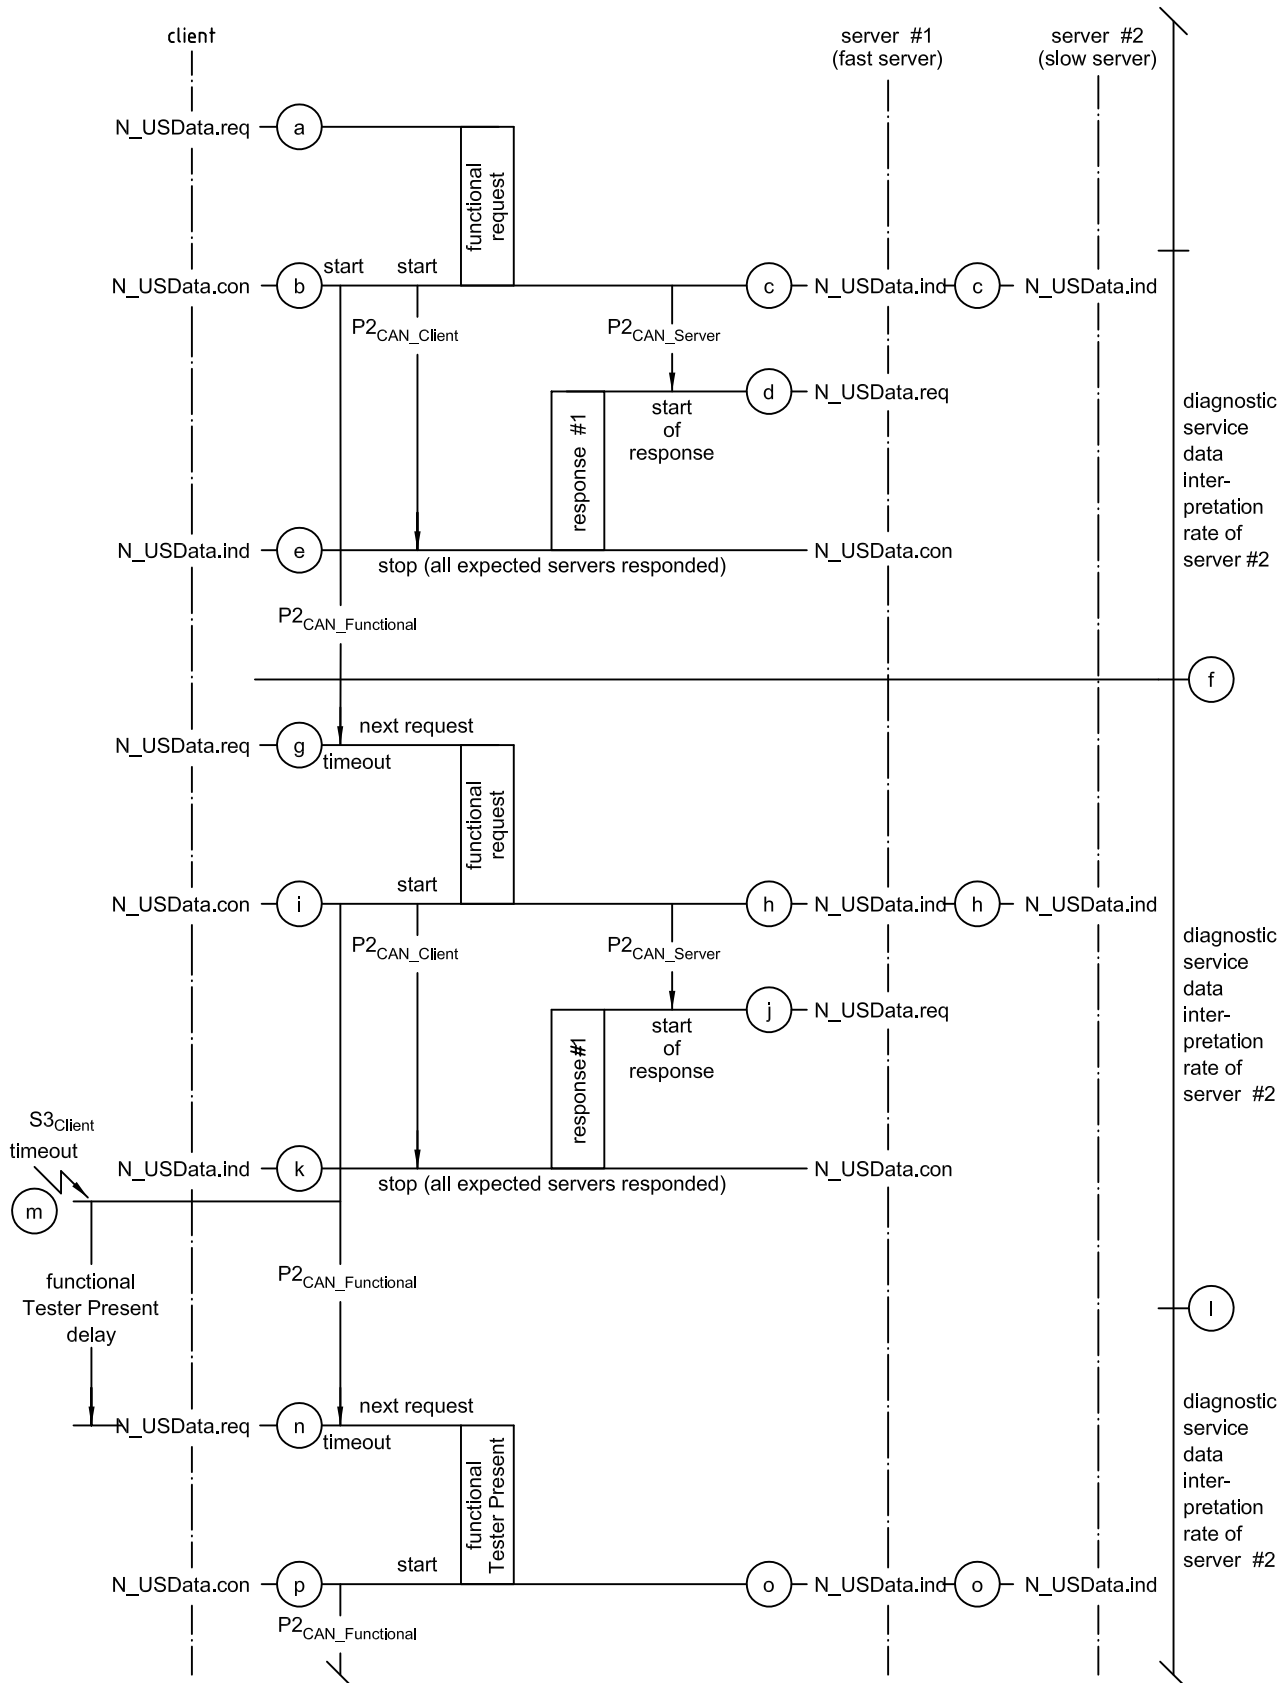 client
server #1
(fast server)
server #2
(slow server)
N_USData.req
a
functional
request
N_USData.con
b
start
start
c
N_USData.ind
c
N_USData.ind
P2CAN_Client
P2CAN_Server
d
N_USData.req
start
of
response
response #1
diagnostic
service
data
inter-
pretation
rate of
server #2
N_USData.ind
e
stop (all expected servers responded)
N_USData.con
P2CAN_Functional
f
N_USData.req
g
next request
timeout
functional
request
N_USData.con
i
start
h
N_USData.ind
h
N_USData.ind
P2CAN_Client
P2CAN_Server
j
N_USData.req
start
of
response
response#1
diagnostic
service
data
inter-
pretation
rate of
server #2
S3Client
timeout
m
N_USData.ind
k
stop (all expected servers responded)
N_USData.con
functional
Tester Present
delay
P2CAN_Functional
l
N_USData.req
n
next request
timeout
functional
Tester Present
diagnostic
service
data
inter-
pretation
rate of
server #2
N_USData.con
p
start
o
N_USData.ind
o
N_USData.ind
P2CAN_Functional